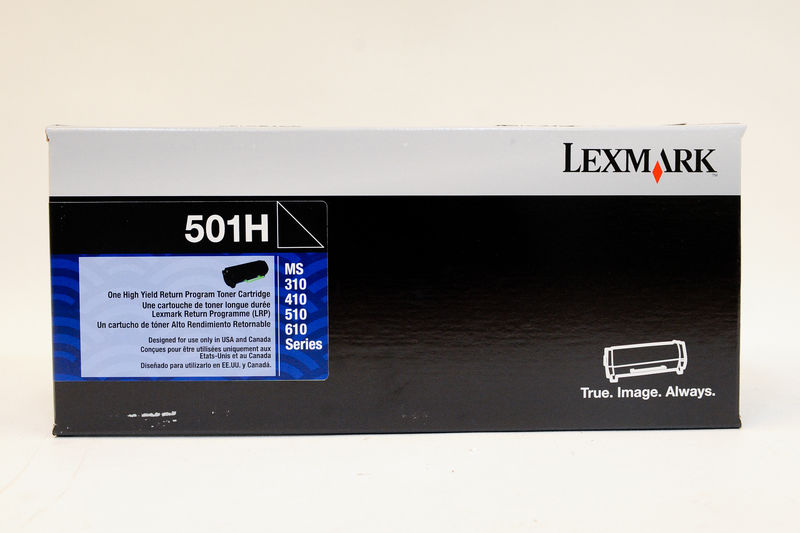 LEXMARK
501H
One High Yield Return Program Toner Cartridge
Une cartouche de toner longue durée
Lexmark Return Programme (LRP)
Un cartucho de tóner Alto Rendimiento Retornable
Designed for use only in USA and Canada
Conçues pour être utilisées uniquement aux
Etats-Unis et au Canada
Diseñado para utilizarlo en EE.UU. y Canadá.
MS
310
410
510
610
Series
True. Image. Always.